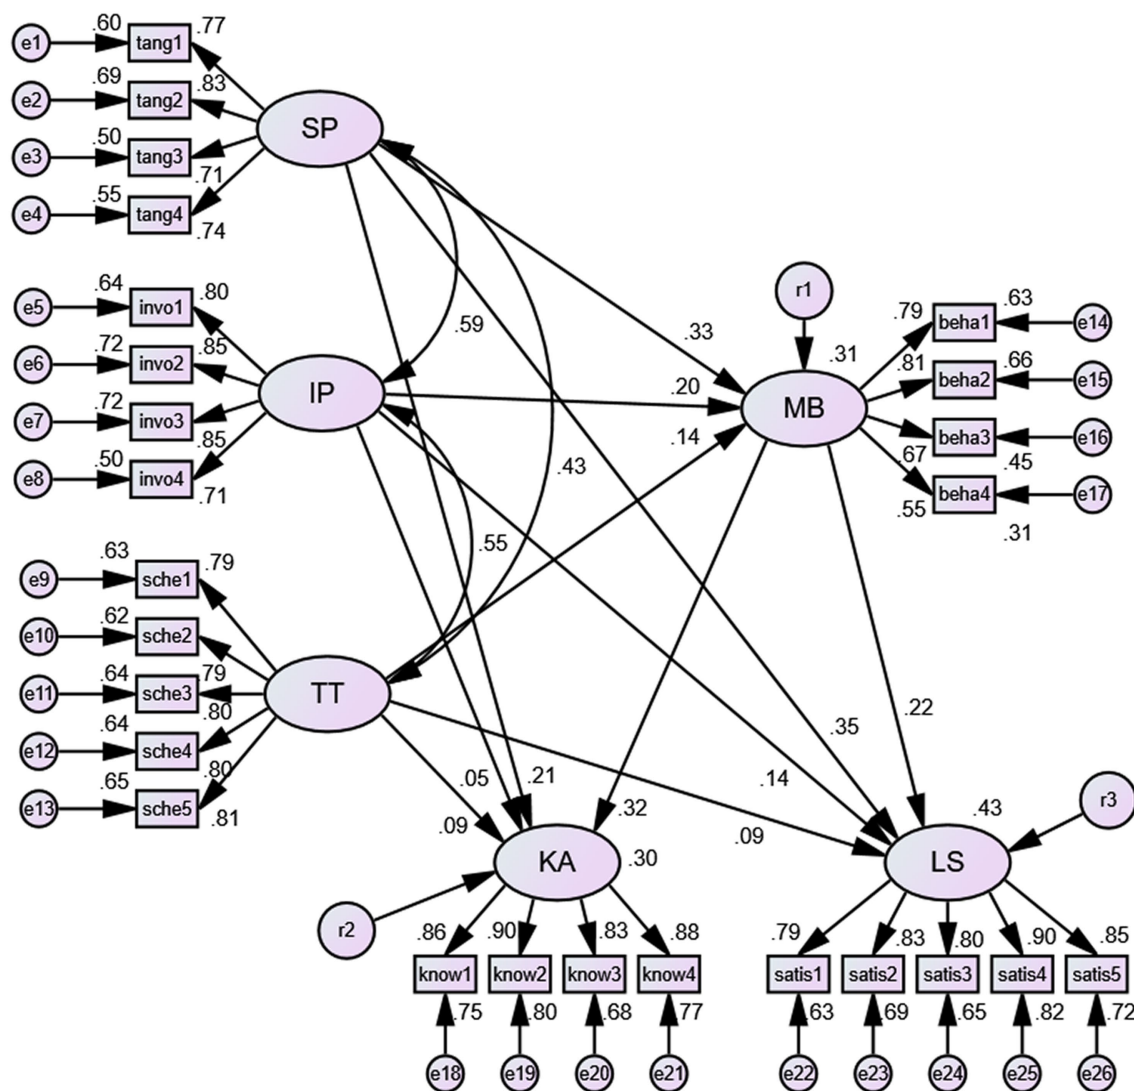 .60 .77
e1 tang1
.69 .83
e2 tang2
SP
.50
e3 tang3
.71
.55
e4 tang4
.74
.64 .80
e5 invo1
.59
r1
.79 .63
beha1 e14
.33
.31
.72 .85
e6 invo2
.81 .66
beha2 e15
IP
.20
MB
.72
e7 invo3
.85
.14
beha3 e16
.67 .45
.50
e8 invo4
.71
.43
beha4 e17
.55 .31
.55
.63 .79
e9 sche1
.62
e10 sche2
.64 .79
e11 sche3
TT
.80
.64
e12 sche4
.80
.65
e13 sche5
.81
.22
.35
.05 .21 .14
.32
.09
.09
.43
r3
KA
.30
LS
r2
.86 .90 .83 .88
.79 .83 .80 .90 .85
know1 know2 know3 know4
satis1 satis2 satis3 satis4 satis5
.75 .80 .68 .77
.63 .69 .65 .82 .72
e18 e19 e20 e21
e22 e23 e24 e25 e26